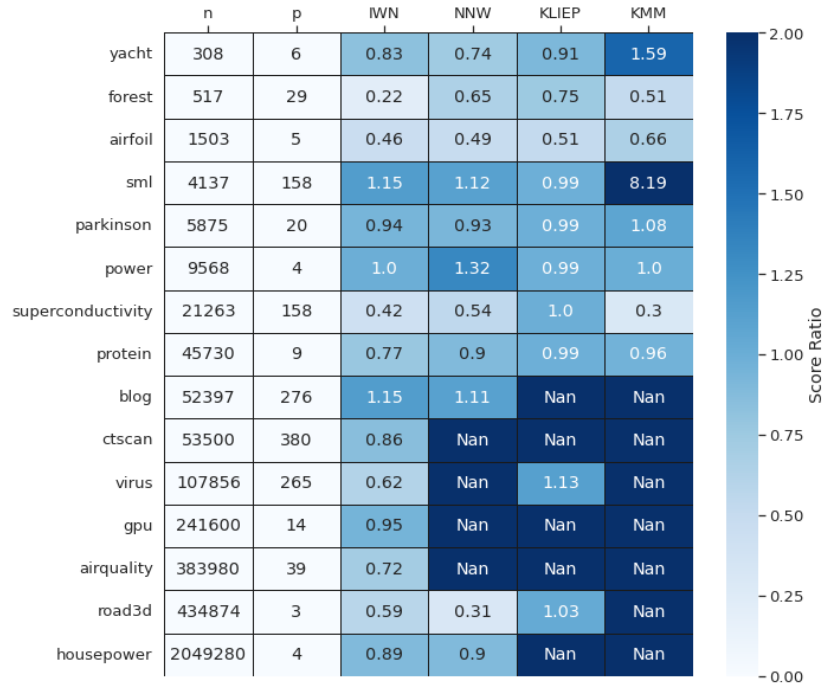 n p IWN NNW KLIEP KMM
yacht 308 6 0.83 0.74 0.91 1.59
forest 517 29 0.22 0.65 0.75 0.51
airfoil 1503 5 0.46 0.49 0.51 0.66
sml 4137 158 1.15 1.12 0.99 8.19
parkinson 5875 20 0.94 0.93 0.99 1.08
power 9568 4 1.0 1.32 0.99 1.0
superconductivity 21263 158 0.42 0.54 1.0 0.3
protein 45730 9 0.77 0.9 0.99 0.96
blog 52397 276 1.15 1.11 Nan Nan
ctscan 53500 380 0.86 Nan Nan Nan
virus 107856 265 0.62 Nan 1.13 Nan
gpu 241600 14 0.95 Nan Nan Nan
airquality 383980 39 0.72 Nan Nan Nan
road3d 434874 3 0.59 0.31 1.03 Nan
housepower 2049280 4 0.89 0.9 Nan Nan
2.00
1.75
1.50
1.25
1.00
0.75
0.50
0.25
0.00
Score Ratio